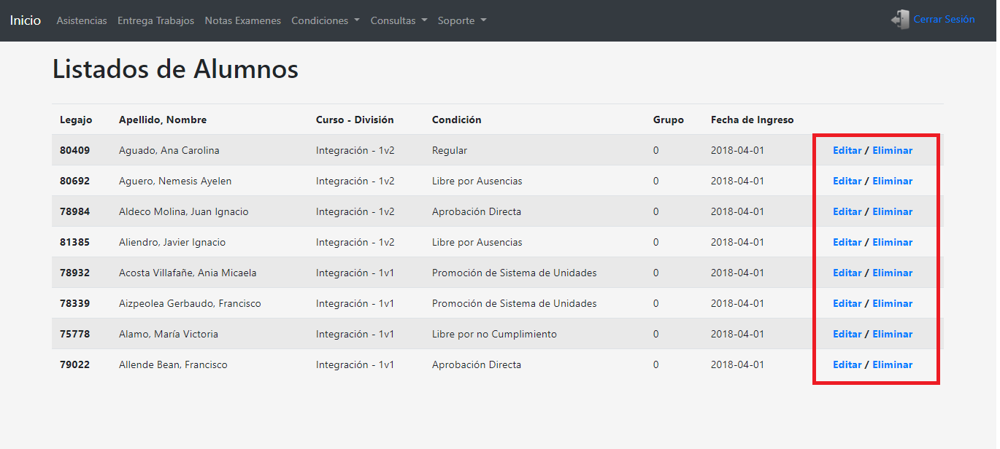 Inicio Asistencias Entrega Trabajos Notas Examenes Condiciones Consultas Soporte Cerrar Sesión
Listados de Alumnos
Legajo Apellido, Nombre Curso - División Condición Grupo Fecha de Ingreso
80409 Aguado, Ana Carolina Integración - 1v2 Regular 0 2018-04-01 Editar / Eliminar
80692 Aguero, Nemesis Ayelen Integración - 1v2 Libre por Ausencias 0 2018-04-01 Editar / Eliminar
78984 Aldeco Molina, Juan Ignacio Integración - 1v2 Aprobación Directa 0 2018-04-01 Editar / Eliminar
81385 Aliendro, Javier Ignacio Integración - 1v2 Libre por Ausencias 0 2018-04-01 Editar / Eliminar
78932 Acosta Villafañe, Ania Micaela Integración - 1v1 Promoción de Sistema de Unidades 0 2018-04-01 Editar / Eliminar
78339 Aizpeolea Gerbaudo, Francisco Integración - 1v1 Promoción de Sistema de Unidades 0 2018-04-01 Editar / Eliminar
75778 Alamo, María Victoria Integración - 1v1 Libre por no Cumplimiento 0 2018-04-01 Editar / Eliminar
79022 Allende Bean, Francisco Integración - 1v1 Aprobación Directa 0 2018-04-01 Editar / Eliminar